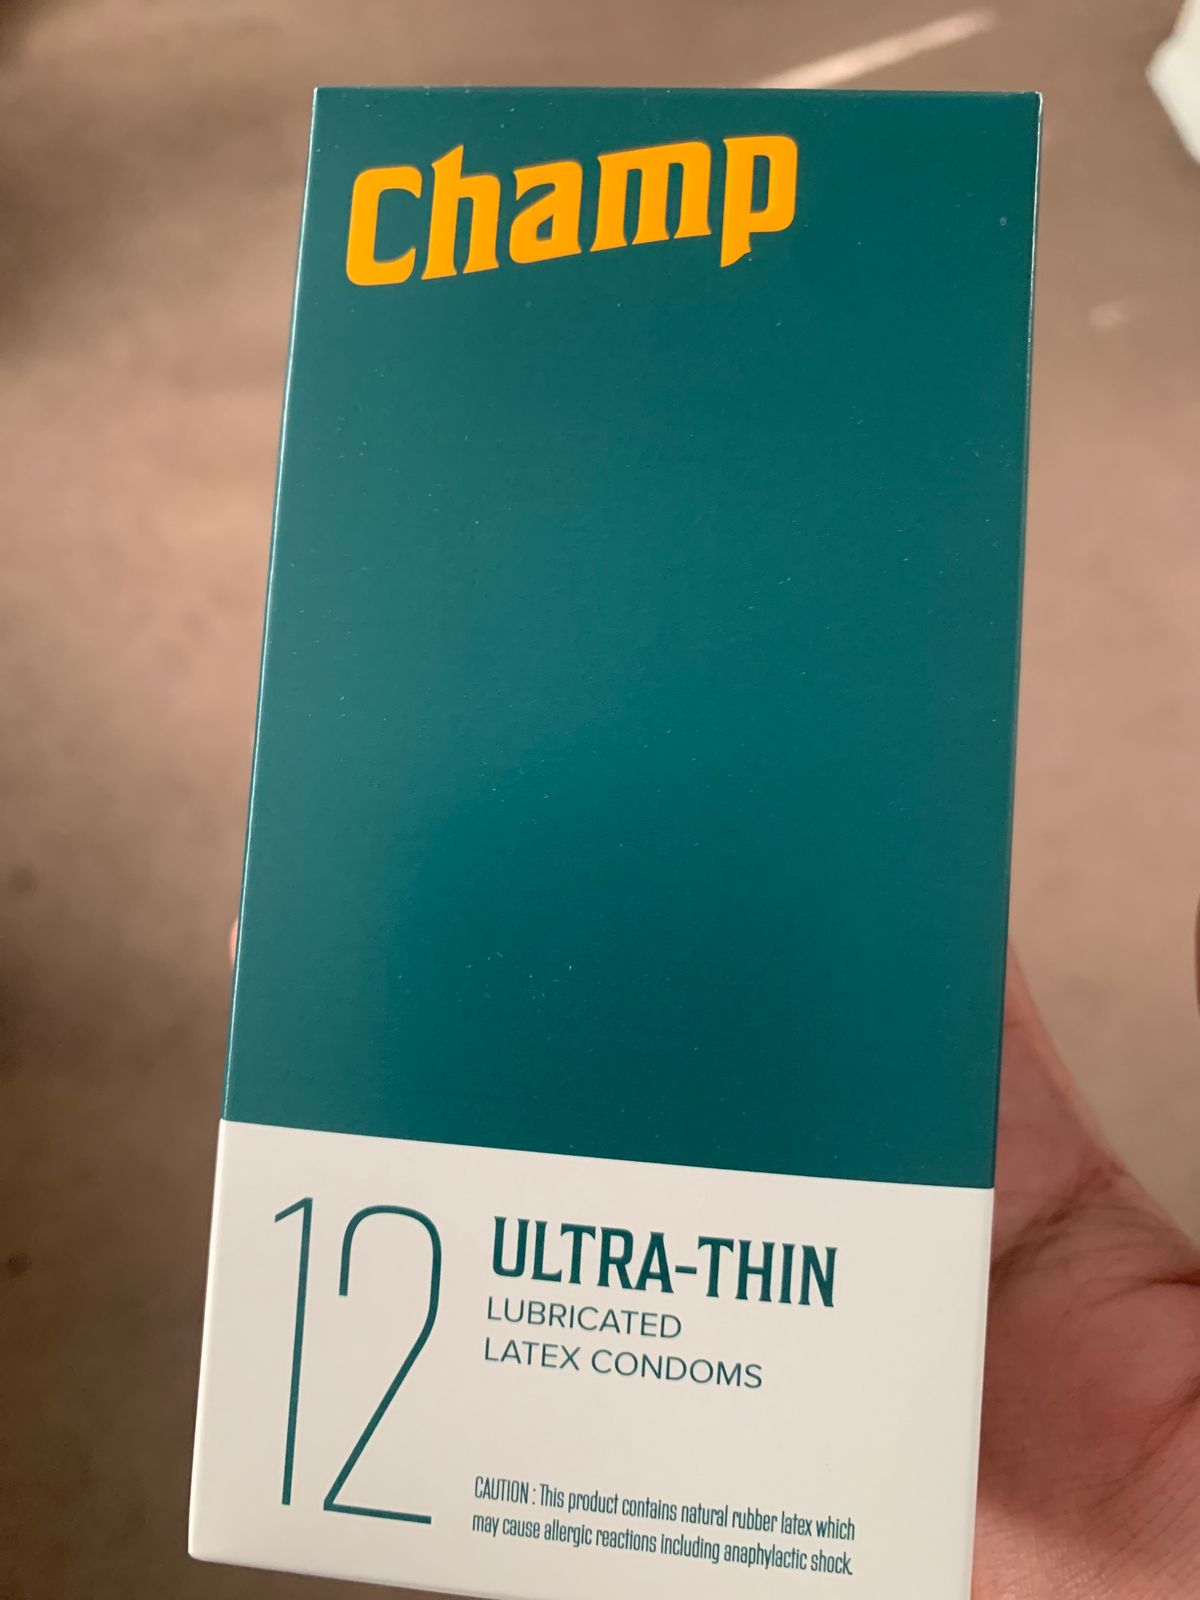 Champ
12
ULTRA-THIN
LUBRICATED
LATEX CONDOMS
CAUTION : This product contains natural rubber latex which
may cause allergic reactions including anaphylactic shock.